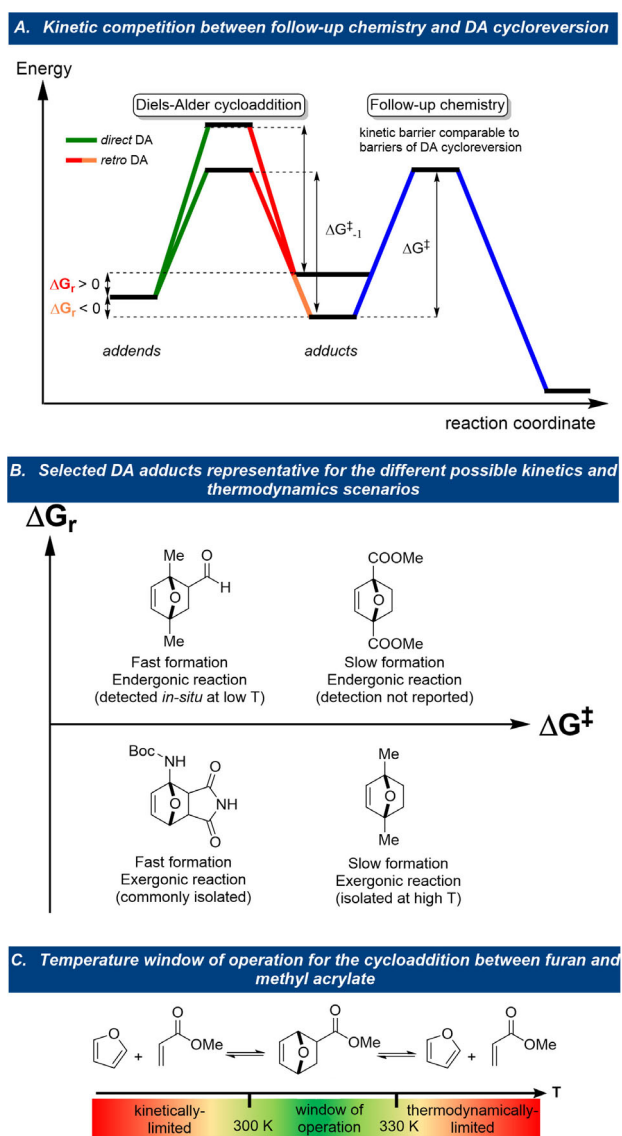 A. Kinetic competition between follow-up chemistry and DA cycloreversion
Energy
Diels-Alder cycloaddition
Follow-up chemistry
direct DA
retro DA
kinetic barrier comparable to
barriers of DA cycloreversion
ΔG‡-1
ΔG‡
ΔGr > 0
ΔGr < 0
addends
adducts
reaction coordinate
B. Selected DA adducts representative for the different possible kinetics and
thermodynamics scenarios
ΔGr
Me
O
H
O
Me
COOMe
O
COOMe
Fast formation
Endergonic reaction
(detected in-situ at low T)
Slow formation
Endergonic reaction
(detection not reported)
ΔG‡
Boc
NH
O
O
NH
O
Me
O
Me
Fast formation
Exergonic reaction
(commonly isolated)
Slow formation
Exergonic reaction
(isolated at high T)
C. Temperature window of operation for the cycloaddition between furan and
methyl acrylate
O + O OMe
O O OMe
O + O OMe
T
kinetically-
limited
300 K
window of
operation
330 K
thermodynamically-
limited